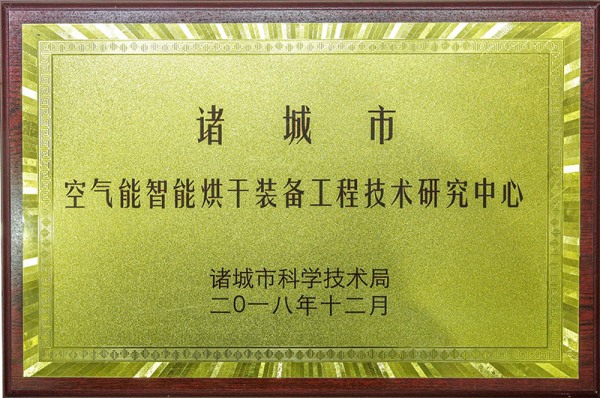 诸城市
空气能智能烘干装备工程技术研究中心
诸城市科学技术局
二〇一八年十二月